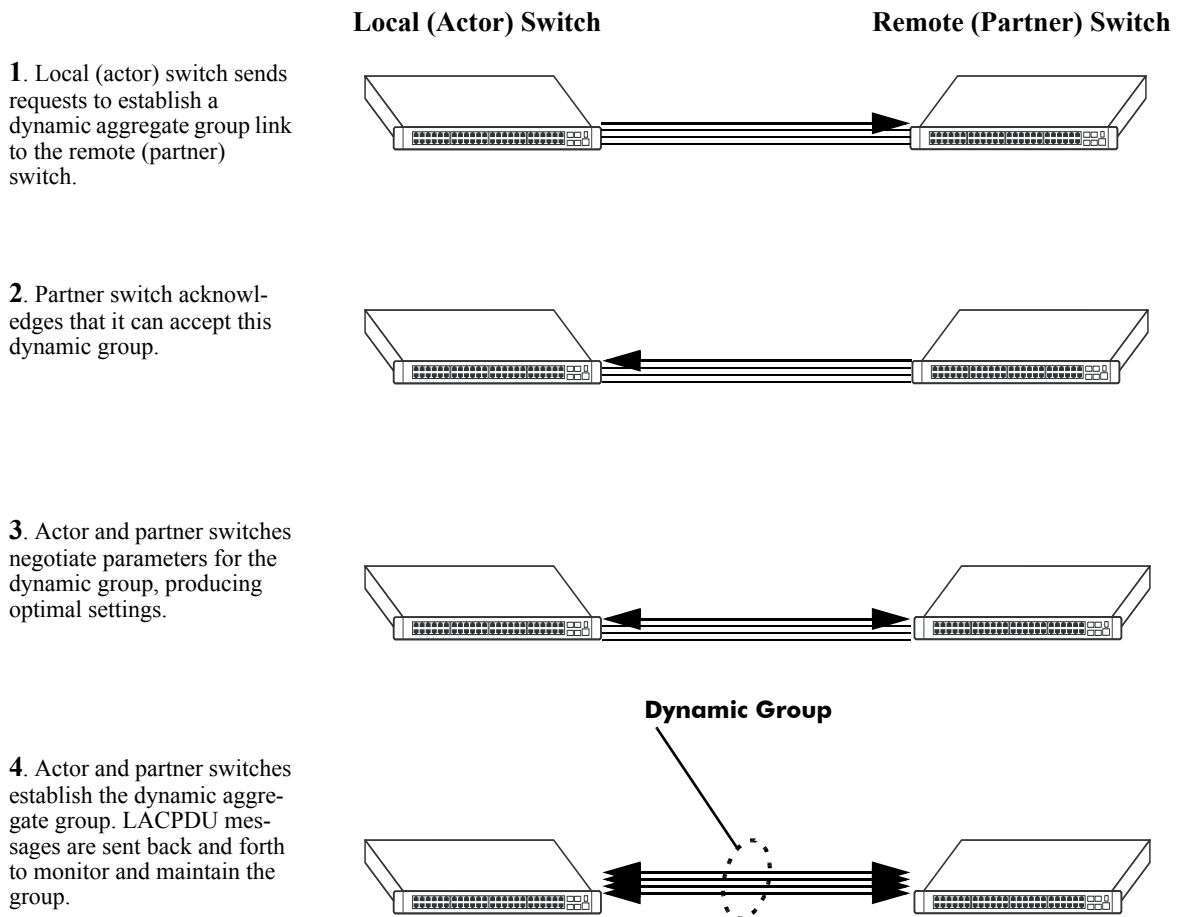 Local (Actor) Switch
Remote (Partner) Switch
1. Local (actor) switch sends
requests to establish a
dynamic aggregate group link
to the remote (partner)
switch.
2. Partner switch acknowl-
edges that it can accept this
dynamic group.
3. Actor and partner switches
negotiate parameters for the
dynamic group, producing
optimal settings.
Dynamic Group
4. Actor and partner switches
establish the dynamic aggre-
gate group. LACPDU mes-
sages are sent back and forth
to monitor and maintain the
group.